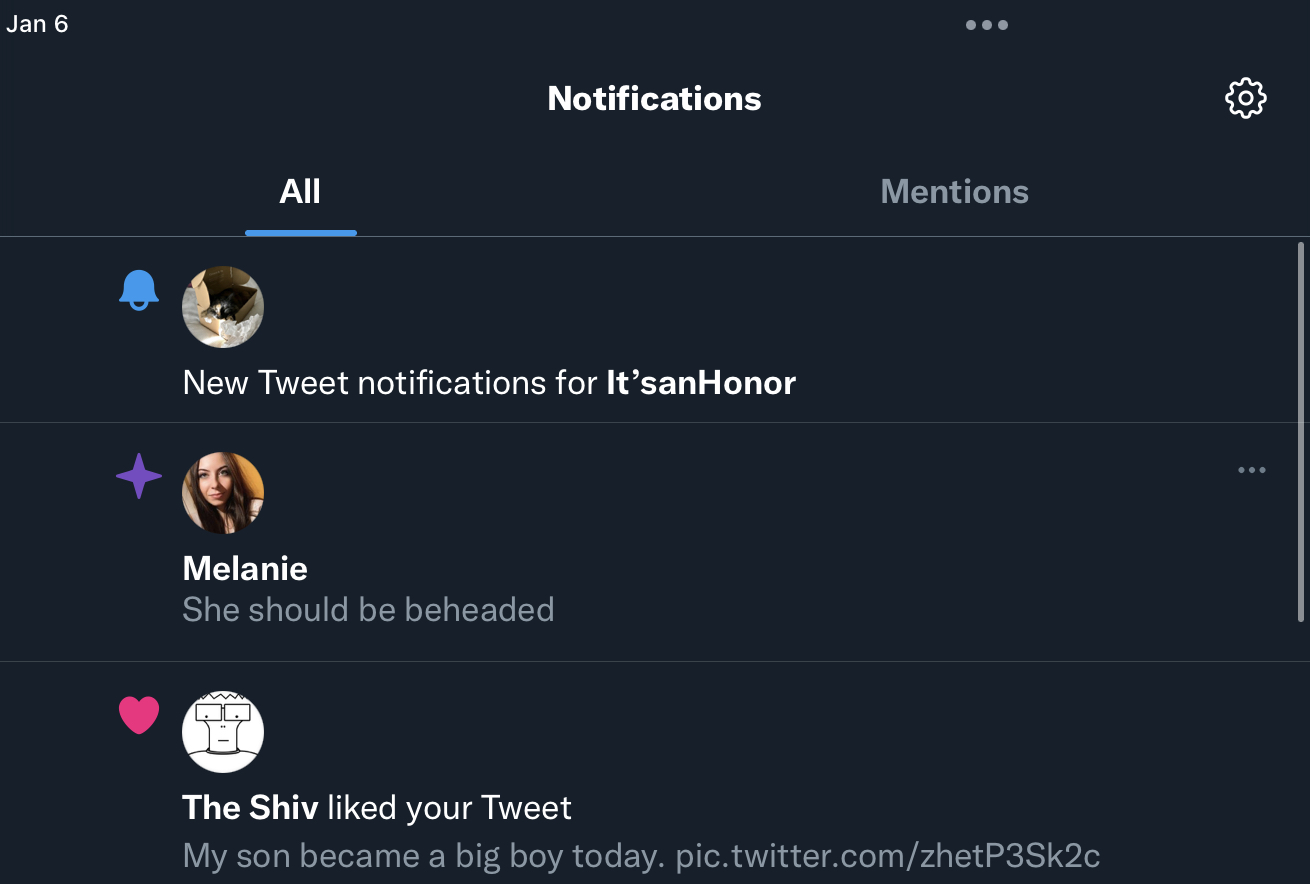 Jan 6
Notifications
All
Mentions
New Tweet notifications for It’sanHonor
Melanie
She should be beheaded
The Shiv liked your Tweet
My son became a big boy today. pic.twitter.com/zhetP3Sk2c